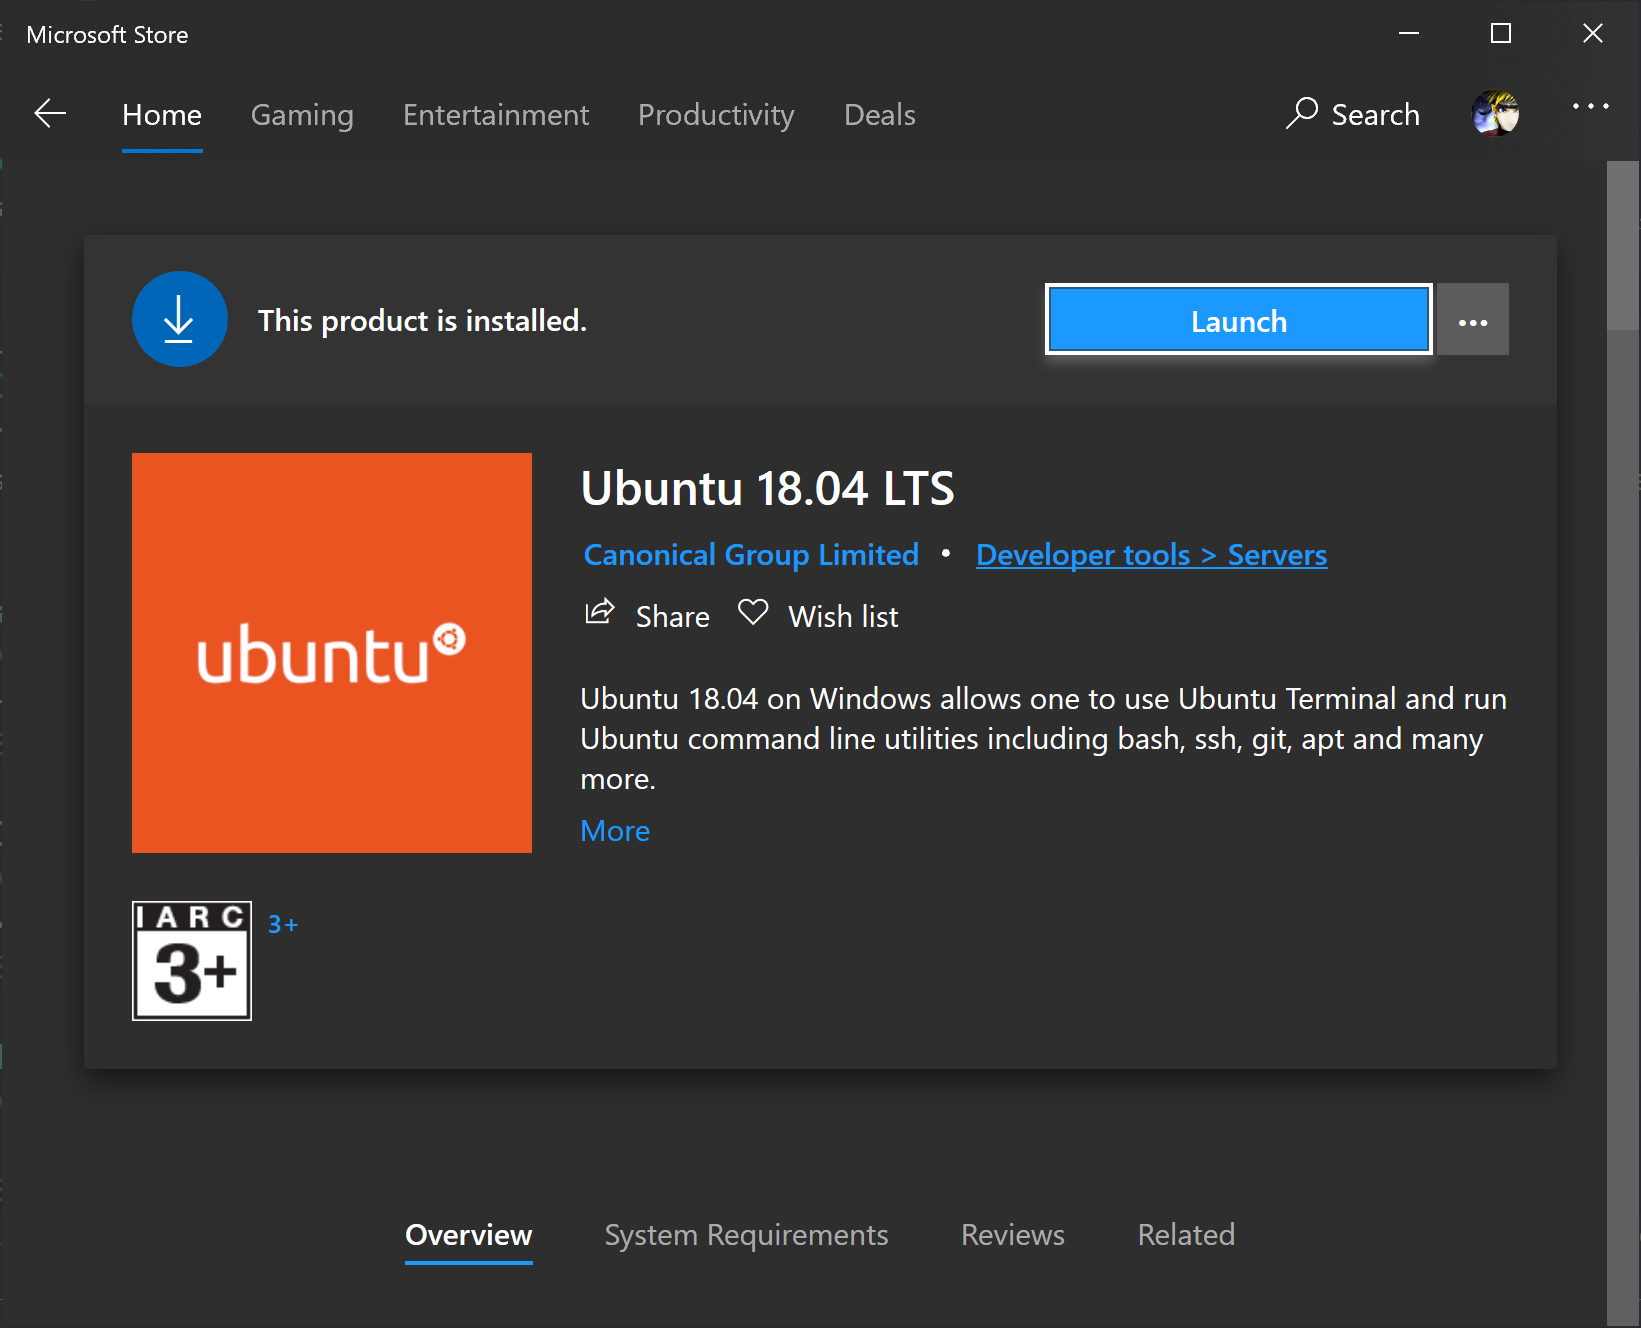 Microsoft Store
Home Gaming Entertainment Productivity Deals Search
This product is installed. Launch
Ubuntu 18.04 LTS
Canonical Group Limited • Developer tools > Servers
Share Wish list
ubuntu
Ubuntu 18.04 on Windows allows one to use Ubuntu Terminal and run
Ubuntu command line utilities including bash, ssh, git, apt and many
more.
More
IARC
3+
3+
Overview System Requirements Reviews Related